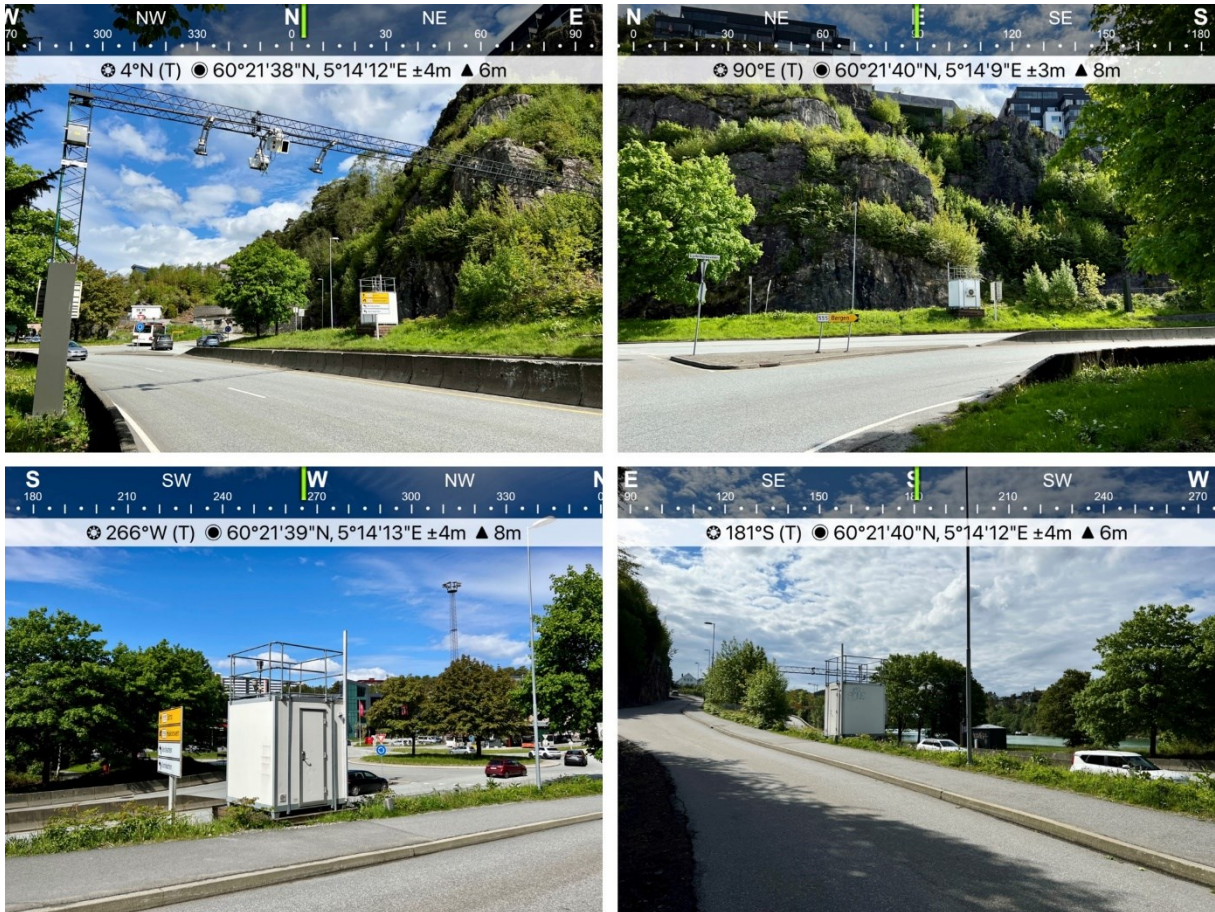 W NW N NE E
270 300 330 0 30 60 90
4°N (T) 60°21'38"N, 5°14'12"E ±4m ▲ 6m
N NE E SE S
0 30 60 90 120 150 180
90°E (T) 60°21'40"N, 5°14'9"E ±3m ▲ 8m
555 Bergen
S SW W NW N
180 210 240 270 300 330 0
266°W (T) 60°21'39"N, 5°14'13"E ±4m ▲ 8m
E SE S SW W
90 120 150 180 210 240 270
181°S (T) 60°21'40"N, 5°14'12"E ±4m ▲ 6m